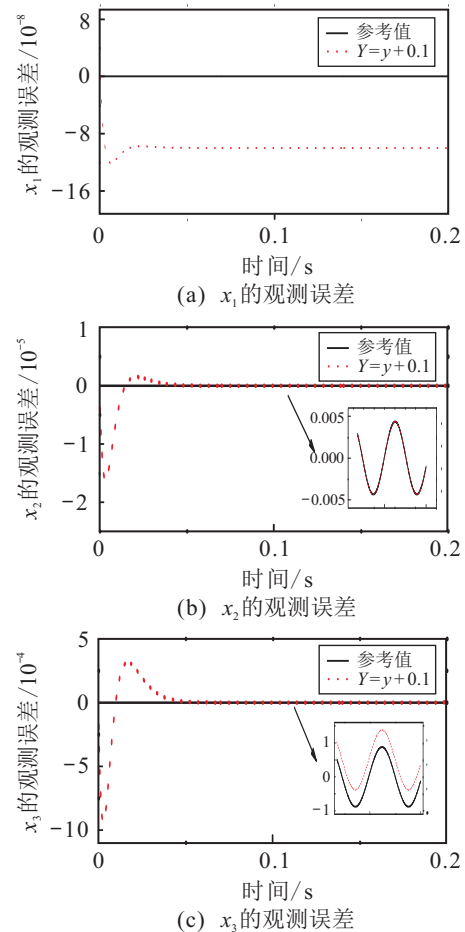 x₁的观测误差/10⁻⁸
8
0
−8
−16
参考值
Y=y+0.1
0
0.1
0.2
时间/s
(a) x₁的观测误差
x₂的观测误差/10⁻⁵
1
0
−1
−2
参考值
Y=y+0.1
0.005
0.000
−0.005
0
0.1
0.2
时间/s
(b) x₂的观测误差
x₃的观测误差/10⁻⁴
5
0
−5
−10
参考值
Y=y+0.1
1
0
−1
0
0.1
0.2
时间/s
(c) x₃的观测误差